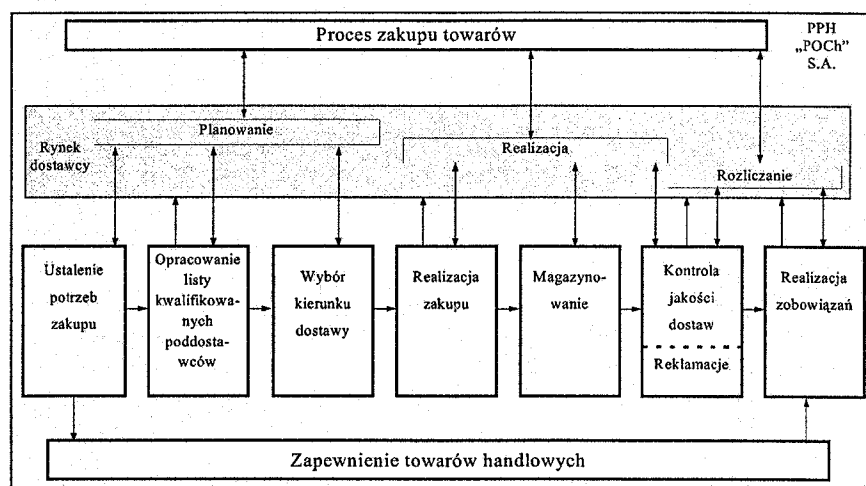 Proces zakupu towarów
PPH
„POCh”
S.A.
Planowanie
Rynek
dostawcy
Realizacja
Rozliczanie
Ustalenie
potrzeb
zakupu
Opracowanie
listy
kwalifikowa-
nych
poddosta-
wców
Wybór
kierunku
dostawy
Realizacja
zakupu
Magazyno-
wanie
Kontrola
jakości
dostaw
Reklamacje
Realizacja
zobowiązań
Zapewnienie towarów handlowych